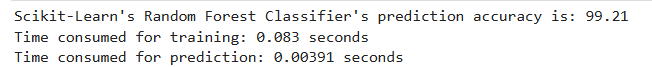 Scikit-Learn's Random Forest Classifier's prediction accuracy is: 99.21
Time consumed for training: 0.083 seconds
Time consumed for prediction: 0.00391 seconds